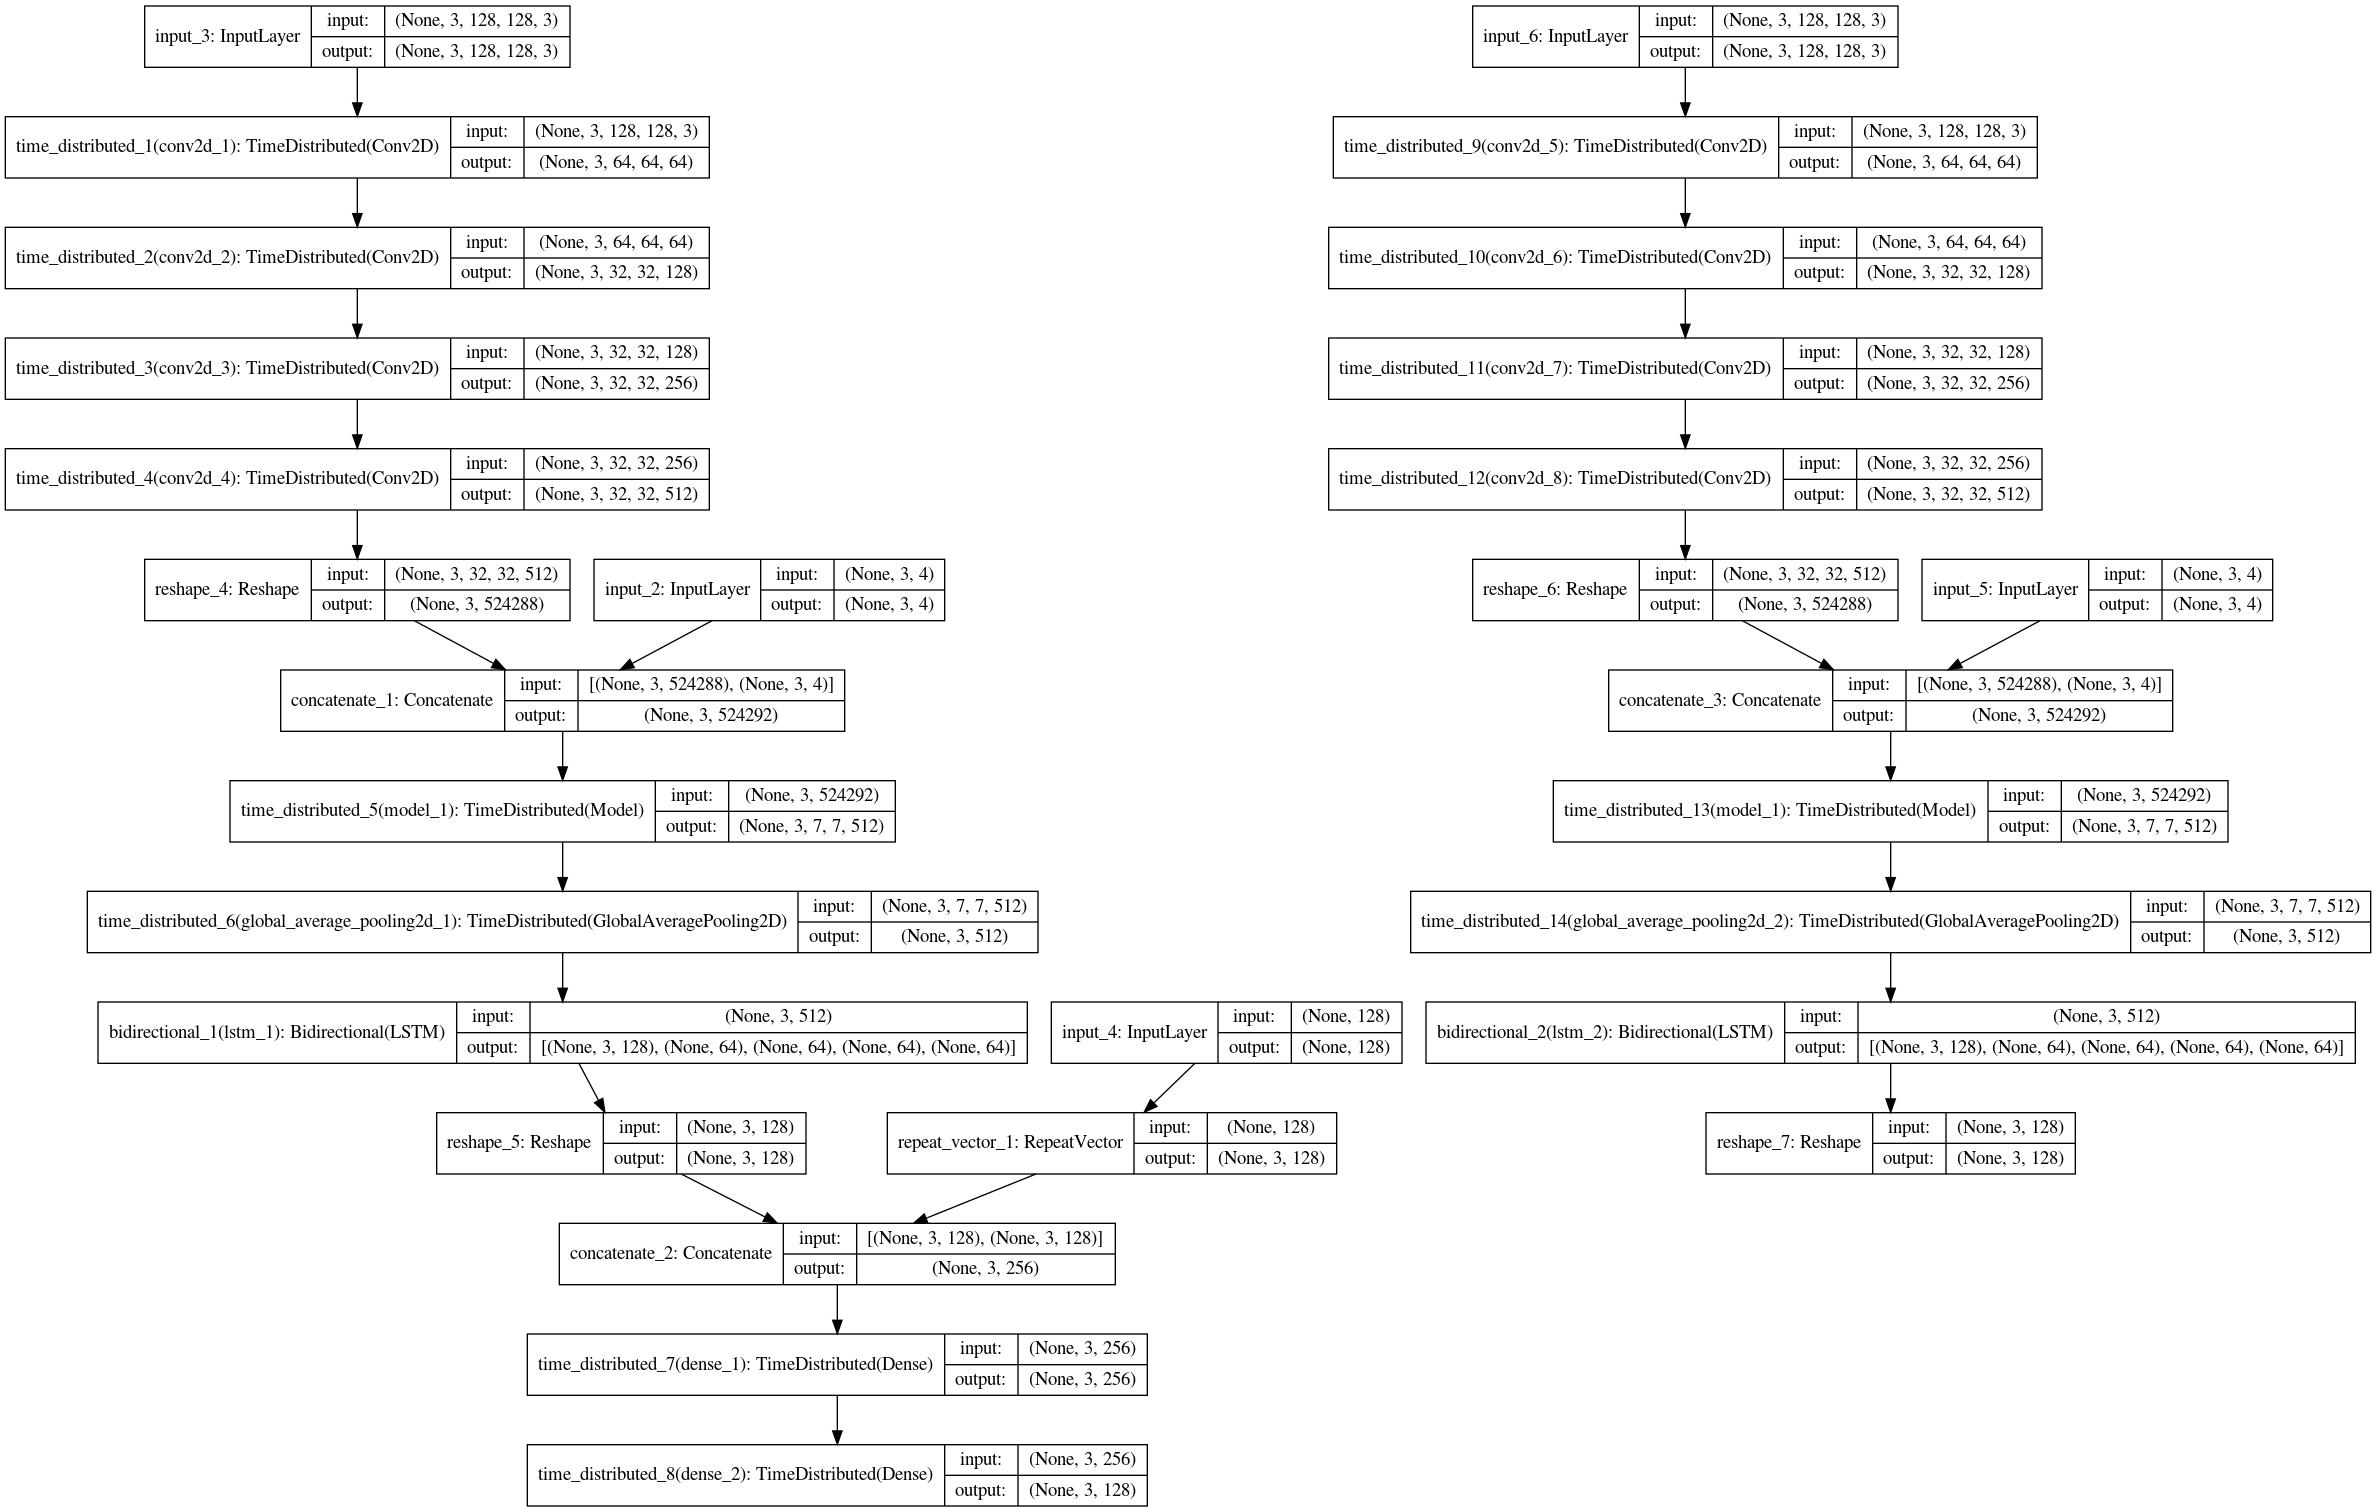 input_3: InputLayer
input: (None, 3, 128, 128, 3)
output: (None, 3, 128, 128, 3)
time_distributed_1(conv2d_1): TimeDistributed(Conv2D)
input: (None, 3, 128, 128, 3)
output: (None, 3, 64, 64, 64)
time_distributed_2(conv2d_2): TimeDistributed(Conv2D)
input: (None, 3, 64, 64, 64)
output: (None, 3, 32, 32, 128)
time_distributed_3(conv2d_3): TimeDistributed(Conv2D)
input: (None, 3, 32, 32, 128)
output: (None, 3, 32, 32, 256)
time_distributed_4(conv2d_4): TimeDistributed(Conv2D)
input: (None, 3, 32, 32, 256)
output: (None, 3, 32, 32, 512)
reshape_4: Reshape
input: (None, 3, 32, 32, 512)
output: (None, 3, 524288)
input_2: InputLayer
input: (None, 3, 4)
output: (None, 3, 4)
concatenate_1: Concatenate
input: [(None, 3, 524288), (None, 3, 4)]
output: (None, 3, 524292)
time_distributed_5(model_1): TimeDistributed(Model)
input: (None, 3, 524292)
output: (None, 3, 7, 7, 512)
time_distributed_6(global_average_pooling2d_1): TimeDistributed(GlobalAveragePooling2D)
input: (None, 3, 7, 7, 512)
output: (None, 3, 512)
bidirectional_1(lstm_1): Bidirectional(LSTM)
input: (None, 3, 512)
output: [(None, 3, 128), (None, 64), (None, 64), (None, 64), (None, 64)]
input_4: InputLayer
input: (None, 128)
output: (None, 128)
reshape_5: Reshape
input: (None, 3, 128)
output: (None, 3, 128)
repeat_vector_1: RepeatVector
input: (None, 128)
output: (None, 3, 128)
concatenate_2: Concatenate
input: [(None, 3, 128), (None, 3, 128)]
output: (None, 3, 256)
time_distributed_7(dense_1): TimeDistributed(Dense)
input: (None, 3, 256)
output: (None, 3, 256)
time_distributed_8(dense_2): TimeDistributed(Dense)
input: (None, 3, 256)
output: (None, 3, 128)
input_6: InputLayer
input: (None, 3, 128, 128, 3)
output: (None, 3, 128, 128, 3)
time_distributed_9(conv2d_5): TimeDistributed(Conv2D)
input: (None, 3, 128, 128, 3)
output: (None, 3, 64, 64, 64)
time_distributed_10(conv2d_6): TimeDistributed(Conv2D)
input: (None, 3, 64, 64, 64)
output: (None, 3, 32, 32, 128)
time_distributed_11(conv2d_7): TimeDistributed(Conv2D)
input: (None, 3, 32, 32, 128)
output: (None, 3, 32, 32, 256)
time_distributed_12(conv2d_8): TimeDistributed(Conv2D)
input: (None, 3, 32, 32, 256)
output: (None, 3, 32, 32, 512)
reshape_6: Reshape
input: (None, 3, 32, 32, 512)
output: (None, 3, 524288)
input_5: InputLayer
input: (None, 3, 4)
output: (None, 3, 4)
concatenate_3: Concatenate
input: [(None, 3, 524288), (None, 3, 4)]
output: (None, 3, 524292)
time_distributed_13(model_1): TimeDistributed(Model)
input: (None, 3, 524292)
output: (None, 3, 7, 7, 512)
time_distributed_14(global_average_pooling2d_2): TimeDistributed(GlobalAveragePooling2D)
input: (None, 3, 7, 7, 512)
output: (None, 3, 512)
bidirectional_2(lstm_2): Bidirectional(LSTM)
input: (None, 3, 512)
output: [(None, 3, 128), (None, 64), (None, 64), (None, 64), (None, 64)]
reshape_7: Reshape
input: (None, 3, 128)
output: (None, 3, 128)